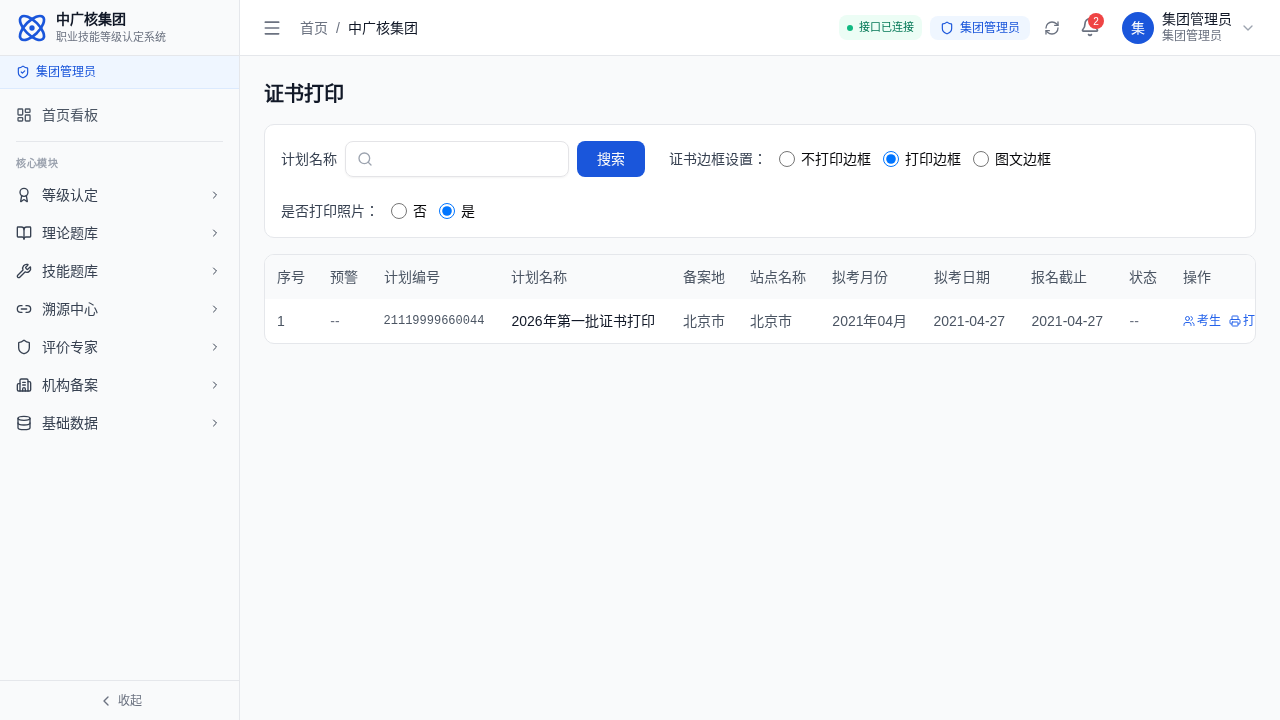 中广核集团
职业技能等级认定系统
集团管理员
首页看板
核心模块
等级认定
理论题库
技能题库
溯源中心
评价专家
机构备案
基础数据
收起
首页 / 中广核集团
接口已连接
集团管理员
2
集
集团管理员
集团管理员
证书打印
计划名称 搜索 证书边框设置： 不打印边框 打印边框 图文边框
是否打印照片： 否 是
序号 预警 计划编号 计划名称 备案地 站点名称 拟考月份 拟考日期 报名截止 状态 操作
1 -- 21119999660044 2026年第一批证书打印 北京市 北京市 2021年04月 2021-04-27 2021-04-27 -- 考生 打